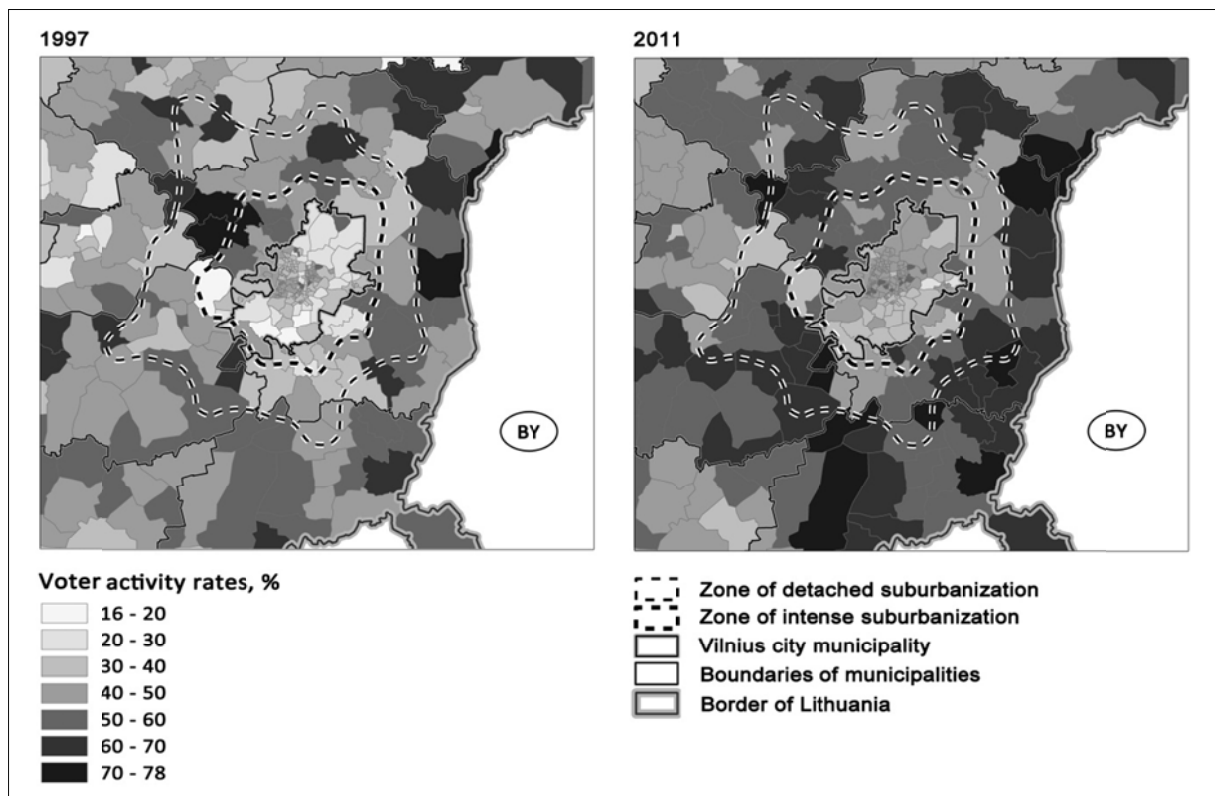 1997
2011
BY
BY
Voter activity rates, %
16 - 20
20 - 30
30 - 40
40 - 50
50 - 60
60 - 70
70 - 78
Zone of detached suburbanization
Zone of intense suburbanization
Vilnius city municipality
Boundaries of municipalities
Border of Lithuania